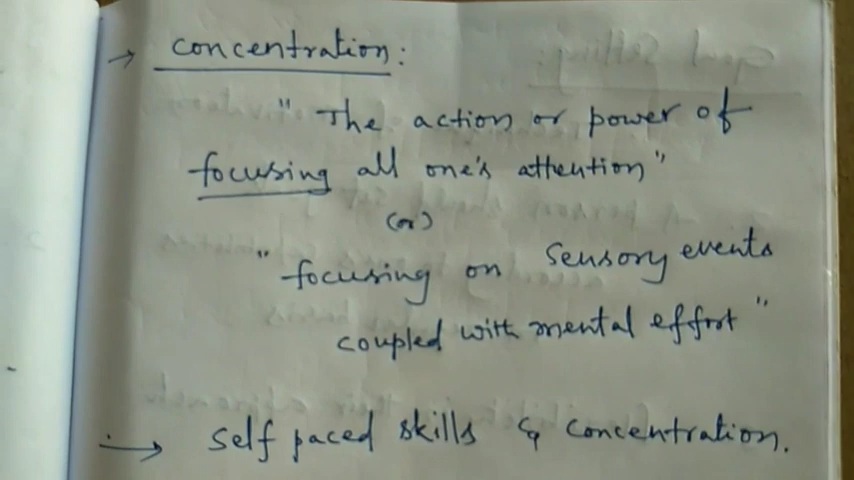 → Concentration:
" The action or power of
focusing all one's attention"
(or)
"focusing on sensory events
coupled with mental effort"
→ Self paced skills & concentration.